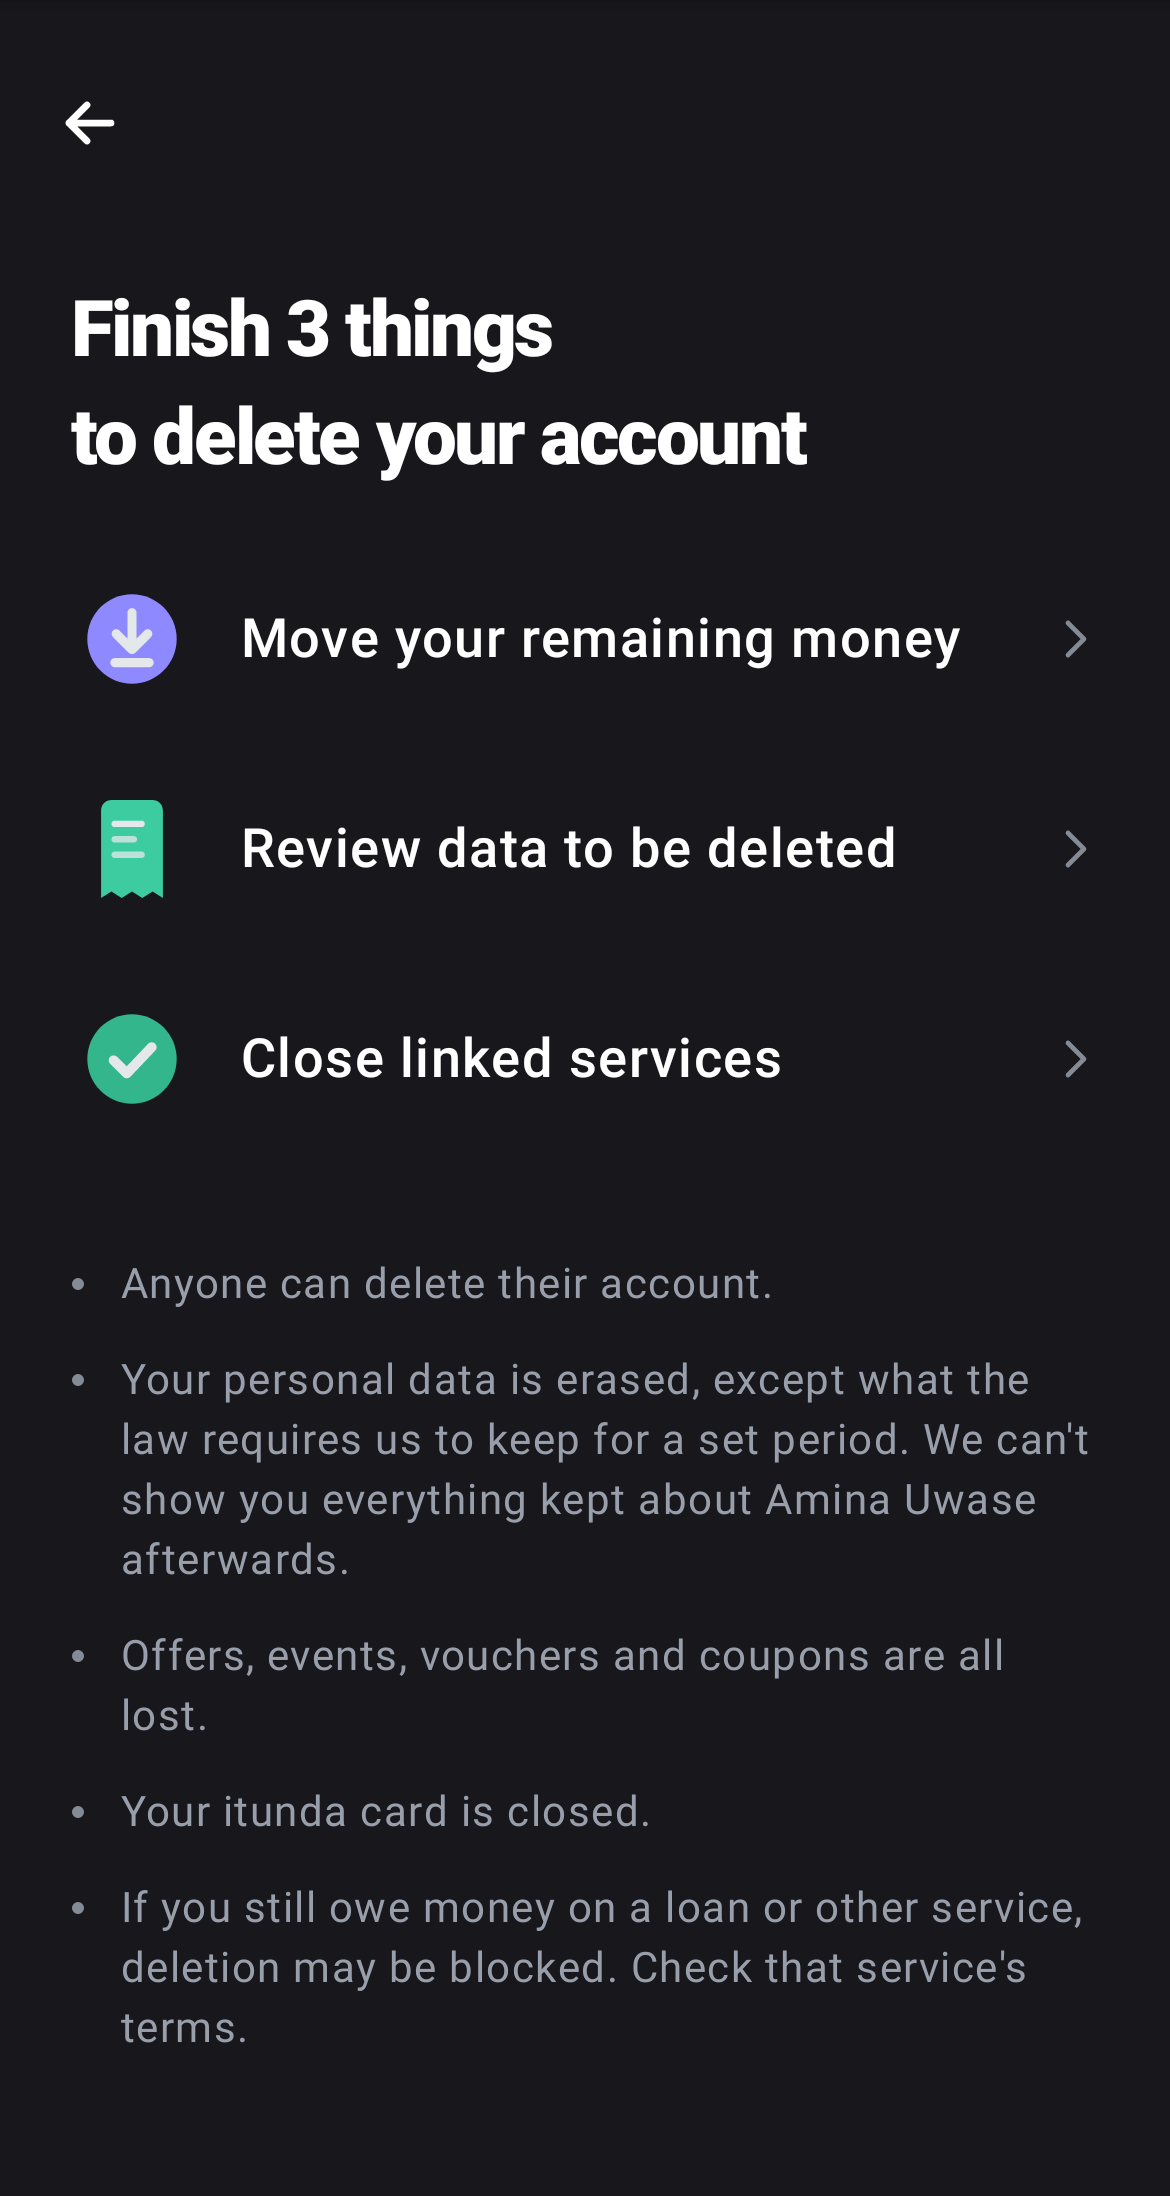 Finish 3 things
to delete your account
Move your remaining money
Review data to be deleted
Close linked services
• Anyone can delete their account.
• Your personal data is erased, except what the
law requires us to keep for a set period. We can't
show you everything kept about Amina Uwase
afterwards.
• Offers, events, vouchers and coupons are all
lost.
• Your itunda card is closed.
• If you still owe money on a loan or other service,
deletion may be blocked. Check that service's
terms.